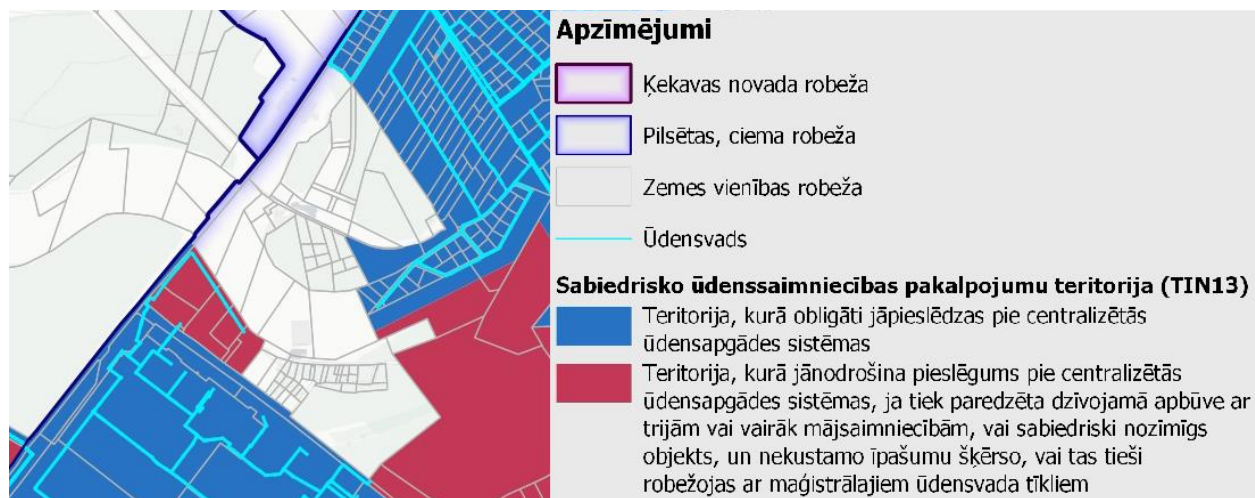 Apzīmējumi
Ķekavas novada robeža
Pilsētas, ciema robeža
Zemes vienības robeža
Ūdensvads
Sabiedrisko ūdenssaimniecības pakalpojumu teritorija (TIN13)
Teritorija, kurā obligāti jāpieslēdzas pie centralizētās
ūdensapgādes sistēmas
Teritorija, kurā jānodrošina pieslēgums pie centralizētās
ūdensapgādes sistēmas, ja tiek paredzēta dzīvojamā apbūve ar
trijām vai vairāk mājsaimniecībām, vai sabiedriski nozīmīgs
objekts, un nekustamo īpašumu šķērso, vai tas tieši
robežojas ar maģistrālajiem ūdensvada tīkliem